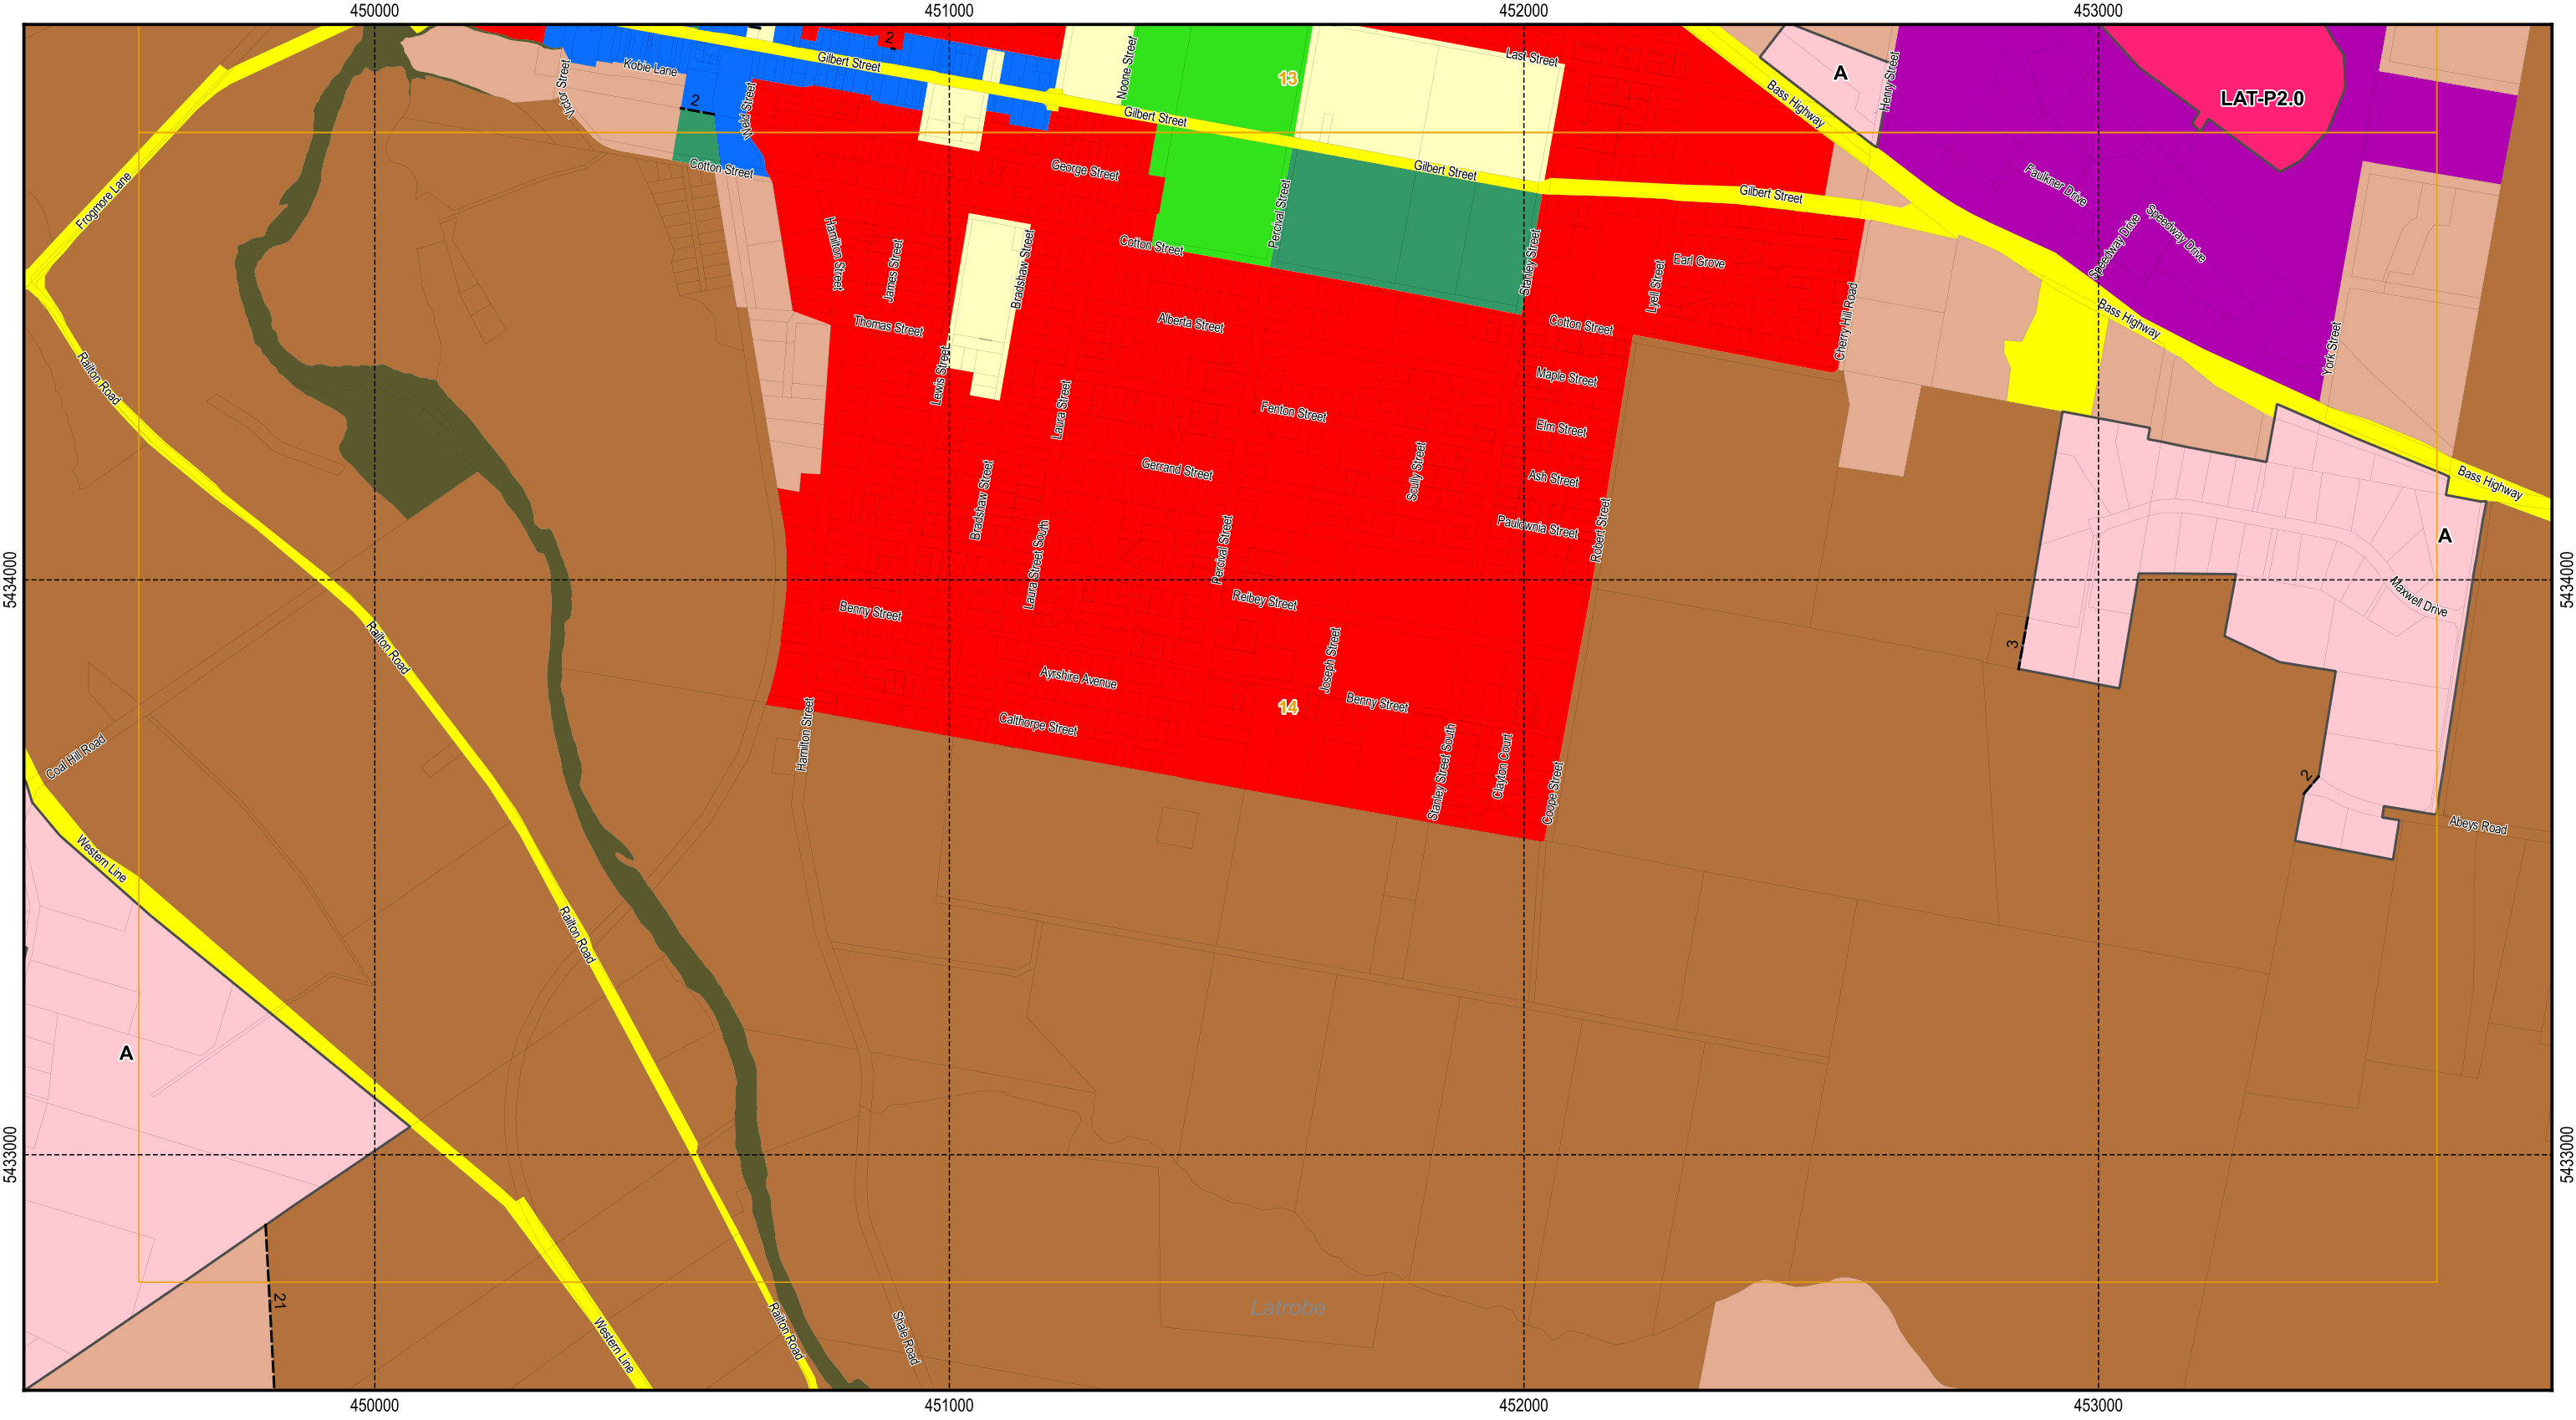 450000
451000
452000
453000
2
Last Street
Noone Street
Gilbert Street
Kobie Lane
13
A
Henry Street
Victor Street
Weld Street
2
Bass Highway
LAT-P2.0
Gilbert Street
Cotton Street
George Street
Gilbert Street
Gilbert Street
Faulkner Drive
Frogmore Lane
Percival Street
Speedway Drive
Speedway Drive
Hamilton Street
James Street
Bradshaw Street
Cotton Street
Stanley Street
Lyell Street
Earl Grove
Cherry Hill Road
Bass Highway
Thomas Street
Alberta Street
Cotton Street
York Street
Railton Road
Lewis Street
Laura Street
Fenton Street
Maple Street
Elm Street
Bradshaw Street
Gerrand Street
Scully Street
Ash Street
Bass Highway
Paulownia Street
Robert Street
A
5434000
5434000
Laura Street South
Percival Street
Benny Street
Reibey Street
Maxwell Drive
Railton Road
3
Joseph Street
Ayrshire Avenue
Benny Street
14
Calthorpe Street
Hamilton Street
Coal Hill Road
Stanley Street South
Clayton Court
Coope Street
2
Abeys Road
Western Line
Railton Road
A
5433000
5433000
21
Latrobe
Western Line
Railton Road
Shale Road
450000
451000
452000
453000